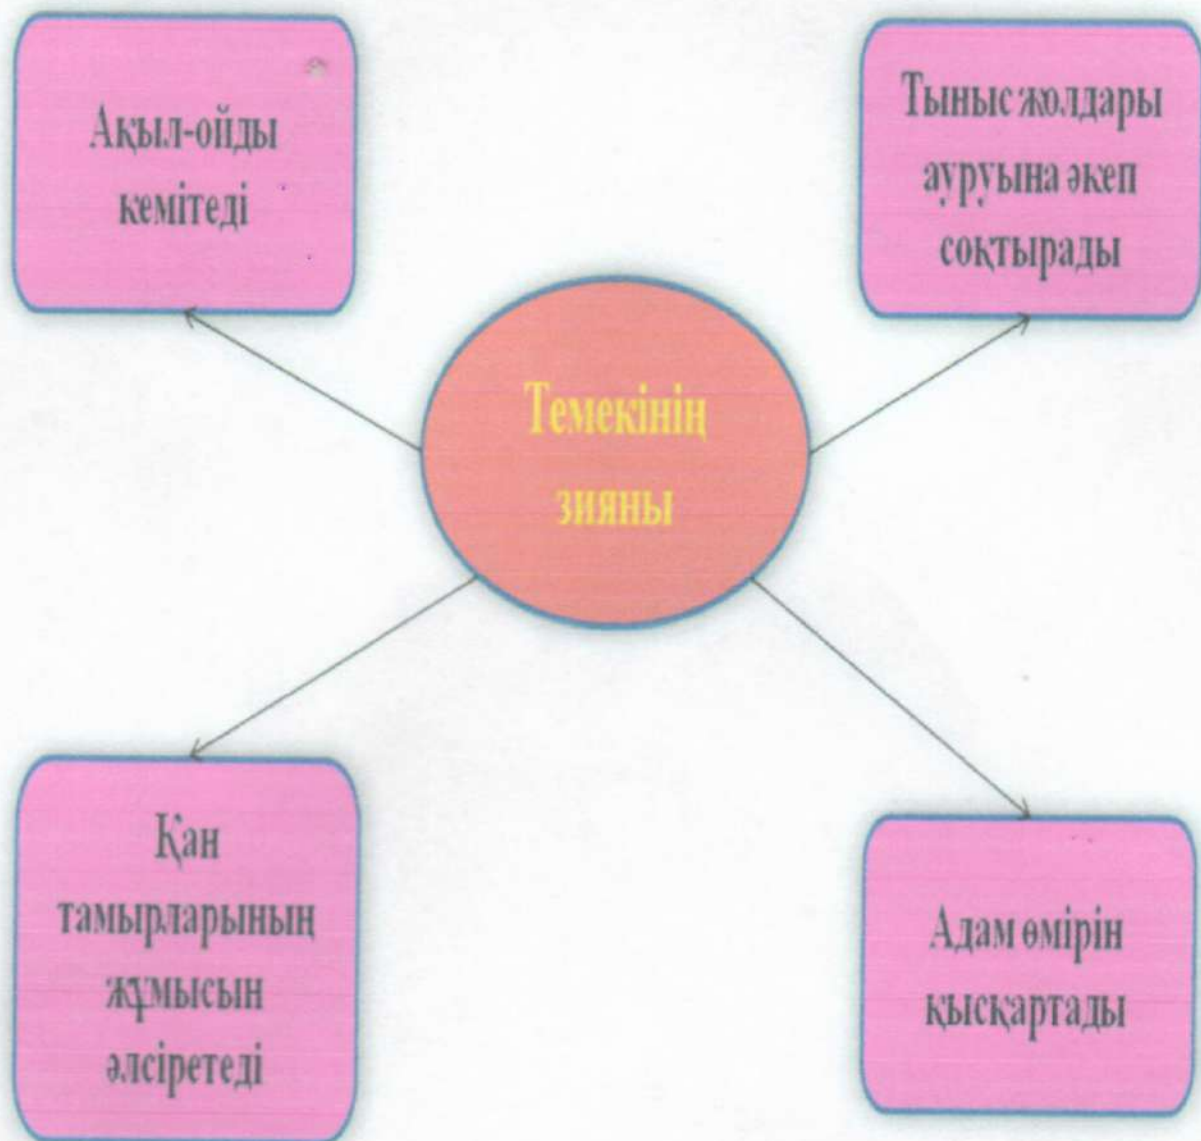 Ақыл-ойды
кемітеді
Тыныс жолдары
ауруына әкеп
соқтырады
Темекінің
зияны
Қан
тамырларының
жұмысын
әлсіретеді
Адам өмірін
қысқартады